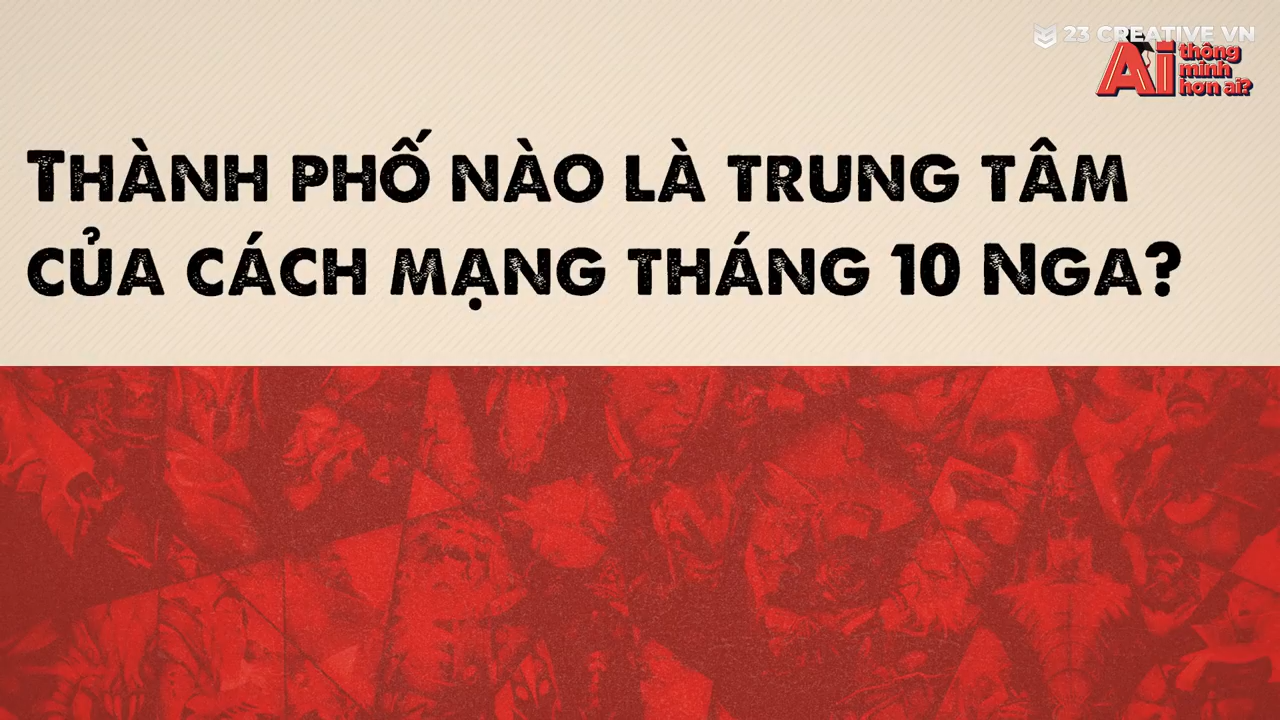 23 CREATIVE VN
Ai thông minh hơn ai?
THÀNH PHỐ NÀO LÀ TRUNG TÂM
CỦA CÁCH MẠNG THÁNG 10 NGA?